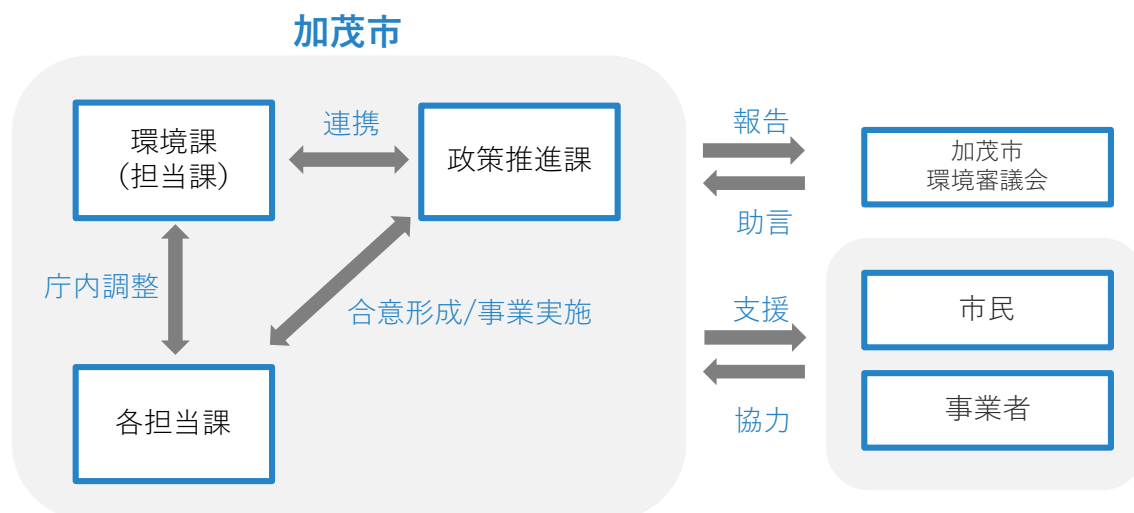 加茂市
環境課
(担当課)
連携
政策推進課
庁内調整
合意形成/事業実施
各担当課
報告
助言
加茂市
環境審議会
支援
協力
市民
事業者